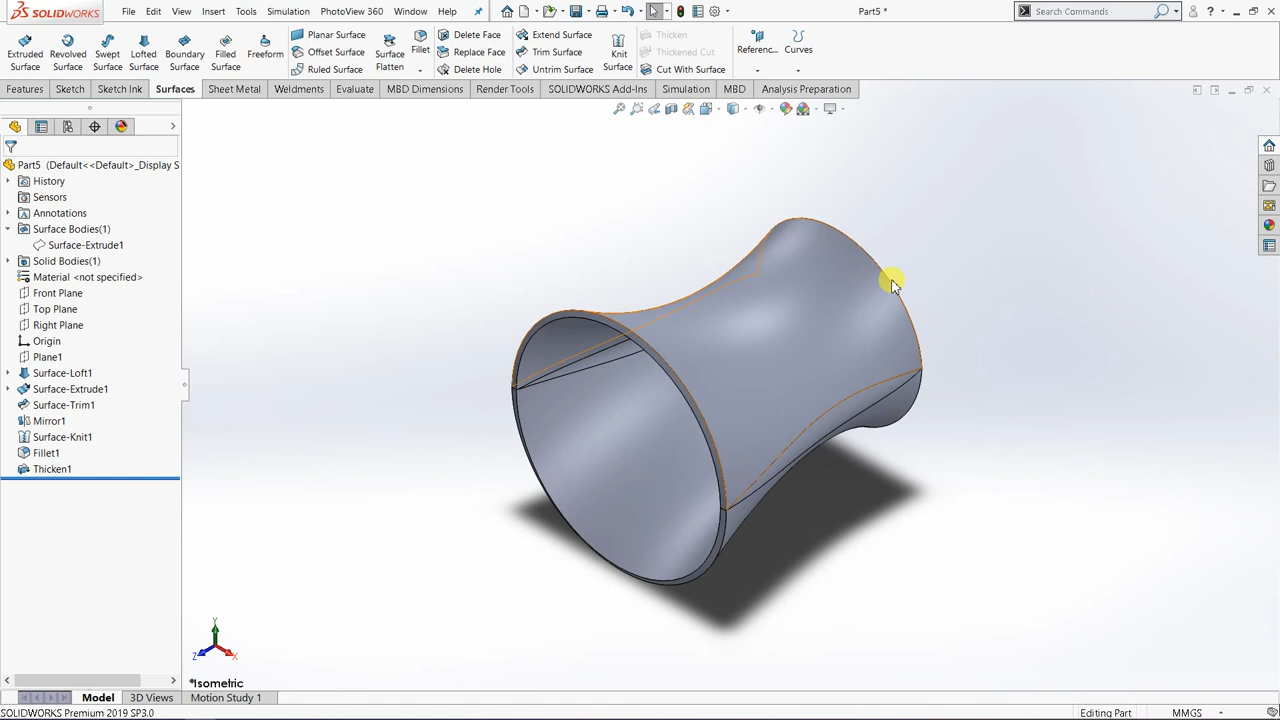 SOLIDWORKS File Edit View Insert Tools Simulation PhotoView 360 Window Help Part5 * Search Commands
Extruded Surface
Revolved Surface
Swept Surface
Lofted Surface
Boundary Surface
Filled Surface
Freeform
Planar Surface
Offset Surface
Ruled Surface
Surface Flatten
Fillet
Delete Face
Replace Face
Delete Hole
Extend Surface
Trim Surface
Untrim Surface
Knit Surface
Thicken
Thickened Cut
Cut With Surface
Referenc...
Curves
Features Sketch Sketch Ink Surfaces Sheet Metal Weldments Evaluate MBD Dimensions Render Tools SOLIDWORKS Add-Ins Simulation MBD Analysis Preparation
Part5 (Default<<Default>_Display S
History
Sensors
Annotations
Surface Bodies(1)
Surface-Extrude1
Solid Bodies(1)
Material <not specified>
Front Plane
Top Plane
Right Plane
Origin
Plane1
Surface-Loft1
Surface-Extrude1
Surface-Trim1
Mirror1
Surface-Knit1
Fillet1
Thicken1
Y
Z X
*Isometric
Model 3D Views Motion Study 1
SOLIDWORKS Premium 2019 SP3.0 Editing Part MMGS